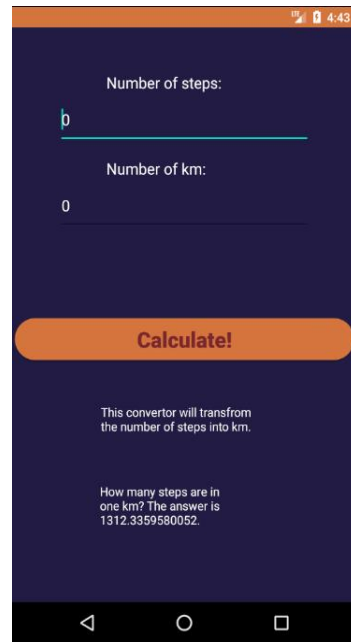 LTE 4:43
Number of steps:
0
Number of km:
0
Calculate!
This convertor will transfrom
the number of steps into km.
How many steps are in
one km? The answer is
1312.3359580052.